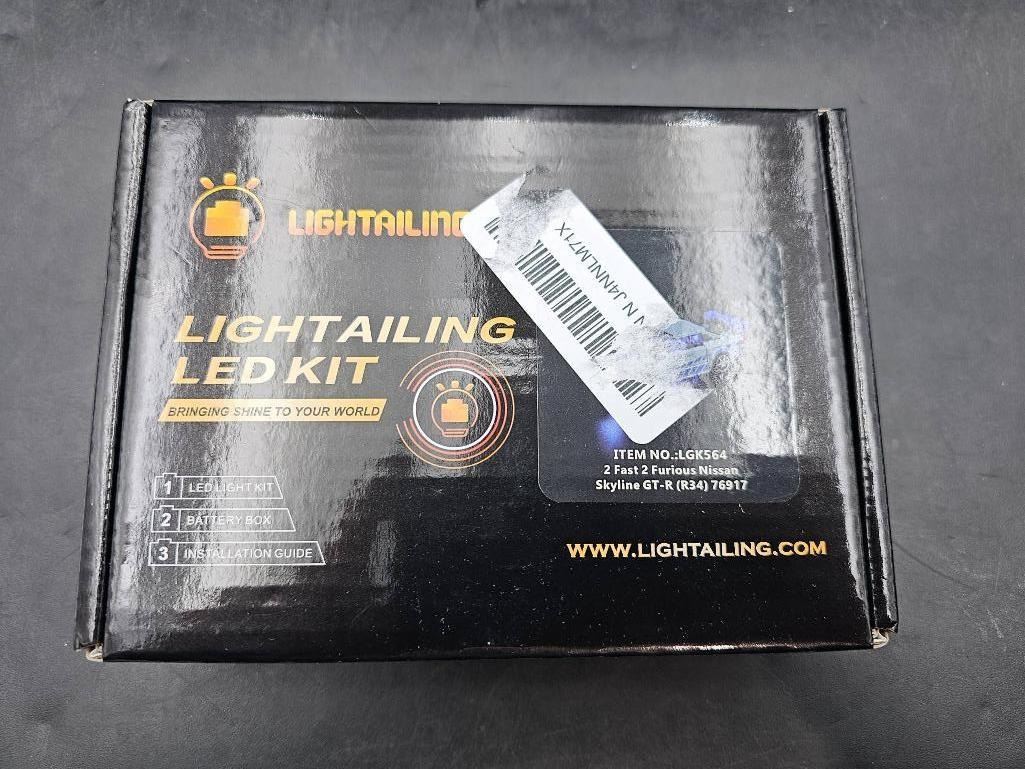 LIGHTAILING
LIGHTAILING
LED KIT
BRINGING SHINE TO YOUR WORLD
1 LED LIGHT KIT
2 BATTERY BOX
3 INSTALLATION GUIDE
N J4NNLM71X
ITEM NO.:LGK564
2 Fast 2 Furious Nissan
Skyline GT-R (R34) 76917
WWW.LIGHTAILING.COM